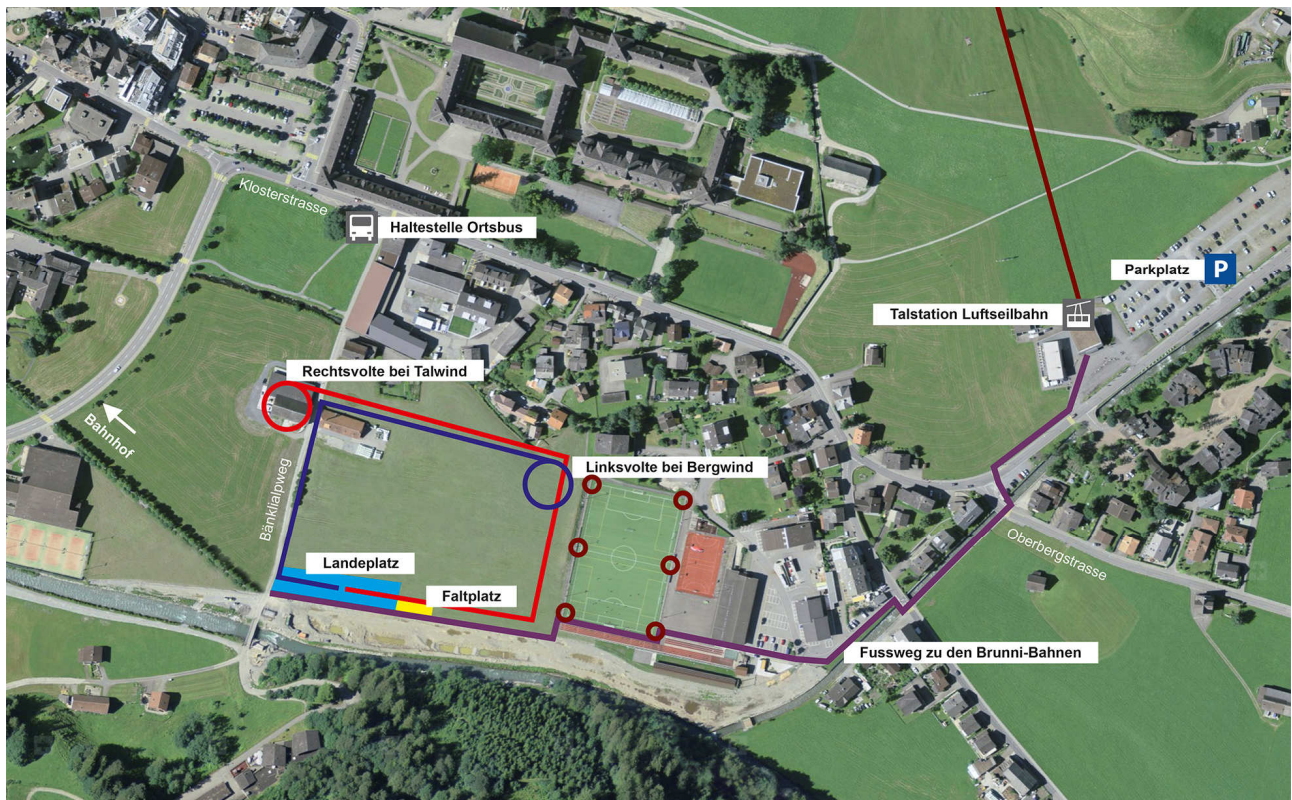 Klosterstrasse
Haltestelle Ortsbus
Parkplatz P
Talstation Luftseilbahn
Rechtsvolte bei Talwind
Bahnhof
Linksvolte bei Bergwind
Bänklalpweg
Oberbergstrasse
Landeplatz
Faltplatz
Fussweg zu den Brunni-Bahnen